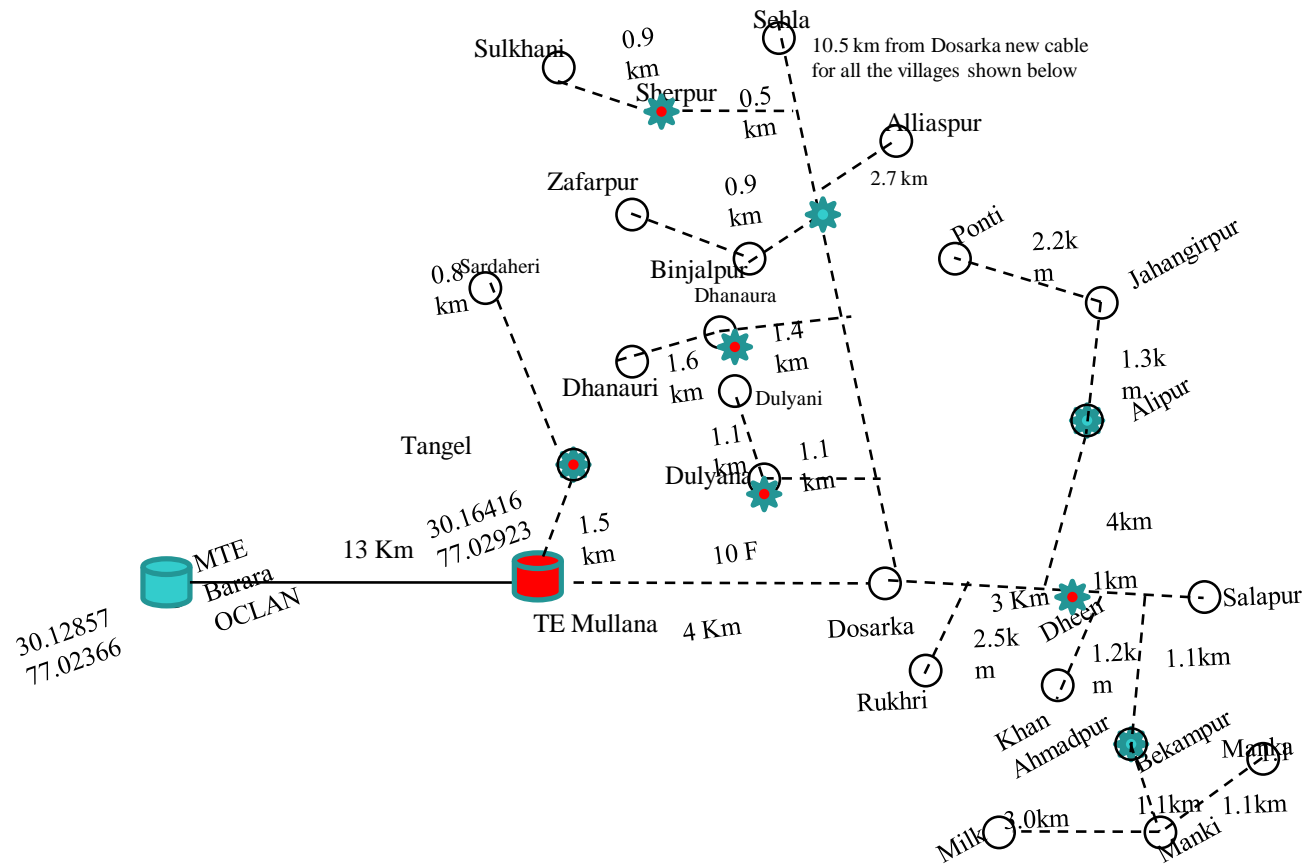 Sehla
Sulkhani
0.9
km
10.5 km from Dosarka new cable
for all the villages shown below
Sherpur
0.5
km
Alliaspur
2.7 km
Zafarpur
0.9
km
Binjalpur
Ponti
2.2k
m
Jahangirpur
0.8
km
Sardaheri
Dhanaura
1.4
km
1.6
km
Dhanauri
1.3k
m
Alipur
Dulyani
1.1
km
1.1
km
Dulyana
Tangel
30.16416
77.02923
1.5
km
13 Km
10 F
4km
MTE
Barara
OCLAN
30.12857
77.02366
TE Mullana
4 Km
Dosarka
3 Km
1km
Dheen
Salapur
2.5k
m
Rukhri
1.2k
m
1.1km
Khan
Ahmadpur
Bekampur
Manka
1.1km
1.1km
3.0km
Milk
Manki